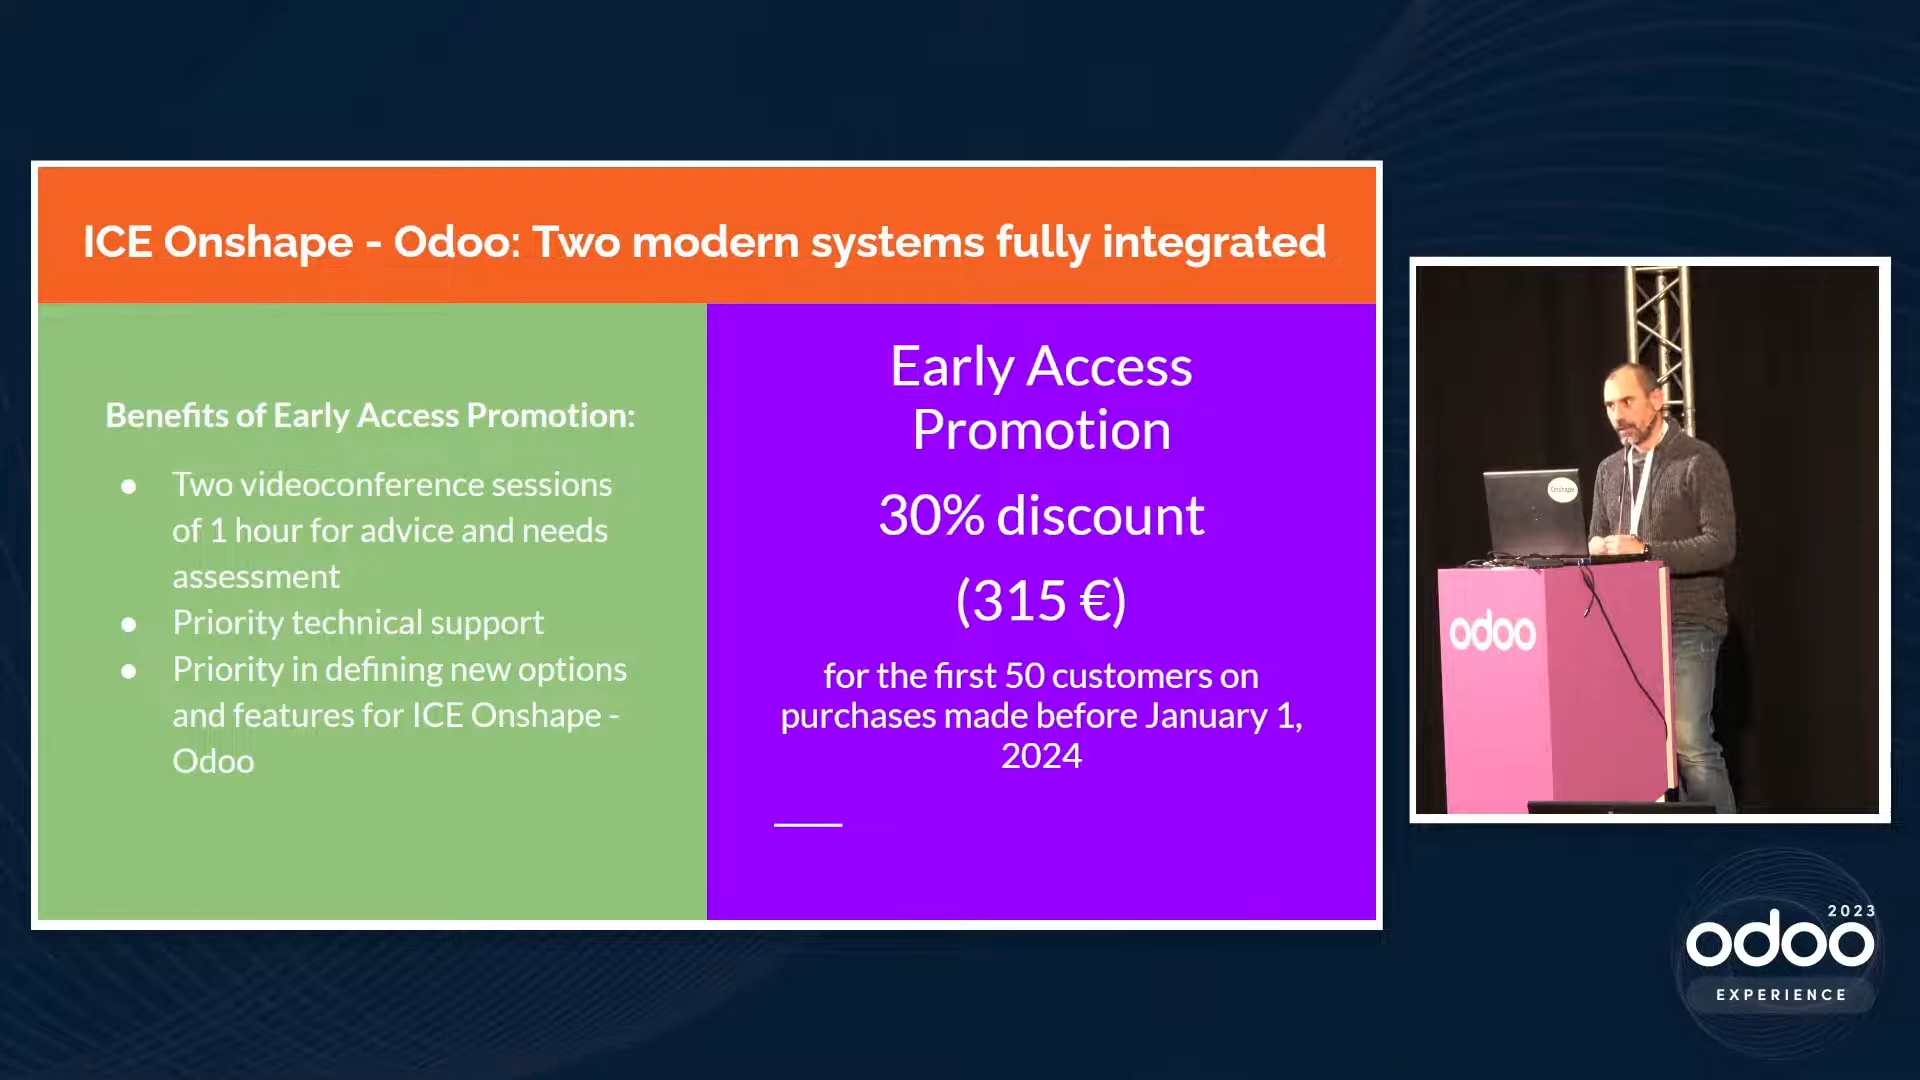 ICE Onshape - Odoo: Two modern systems fully integrated
Benefits of Early Access Promotion:
● Two videoconference sessions
of 1 hour for advice and needs
assessment
● Priority technical support
● Priority in defining new options
and features for ICE Onshape -
Odoo
Early Access
Promotion
30% discount
(315 €)
for the first 50 customers on
purchases made before January 1,
2024
Onshape
odoo
2023
odoo
EXPERIENCE